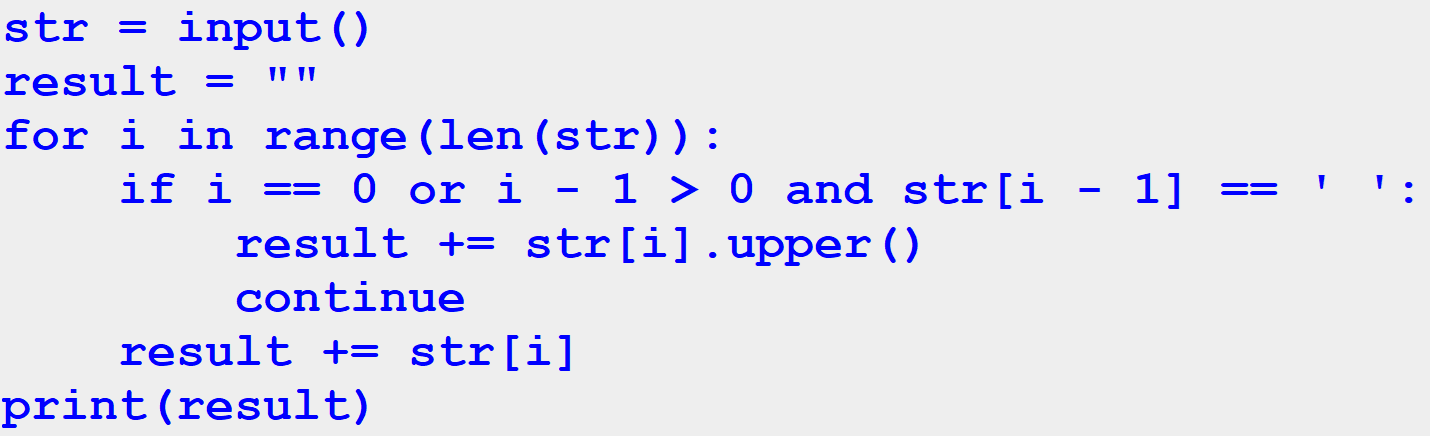 str = input()
result = ""
for i in range(len(str)):
    if i == 0 or i - 1 > 0 and str[i - 1] == ' ':
        result += str[i].upper()
        continue
    result += str[i]
print(result)